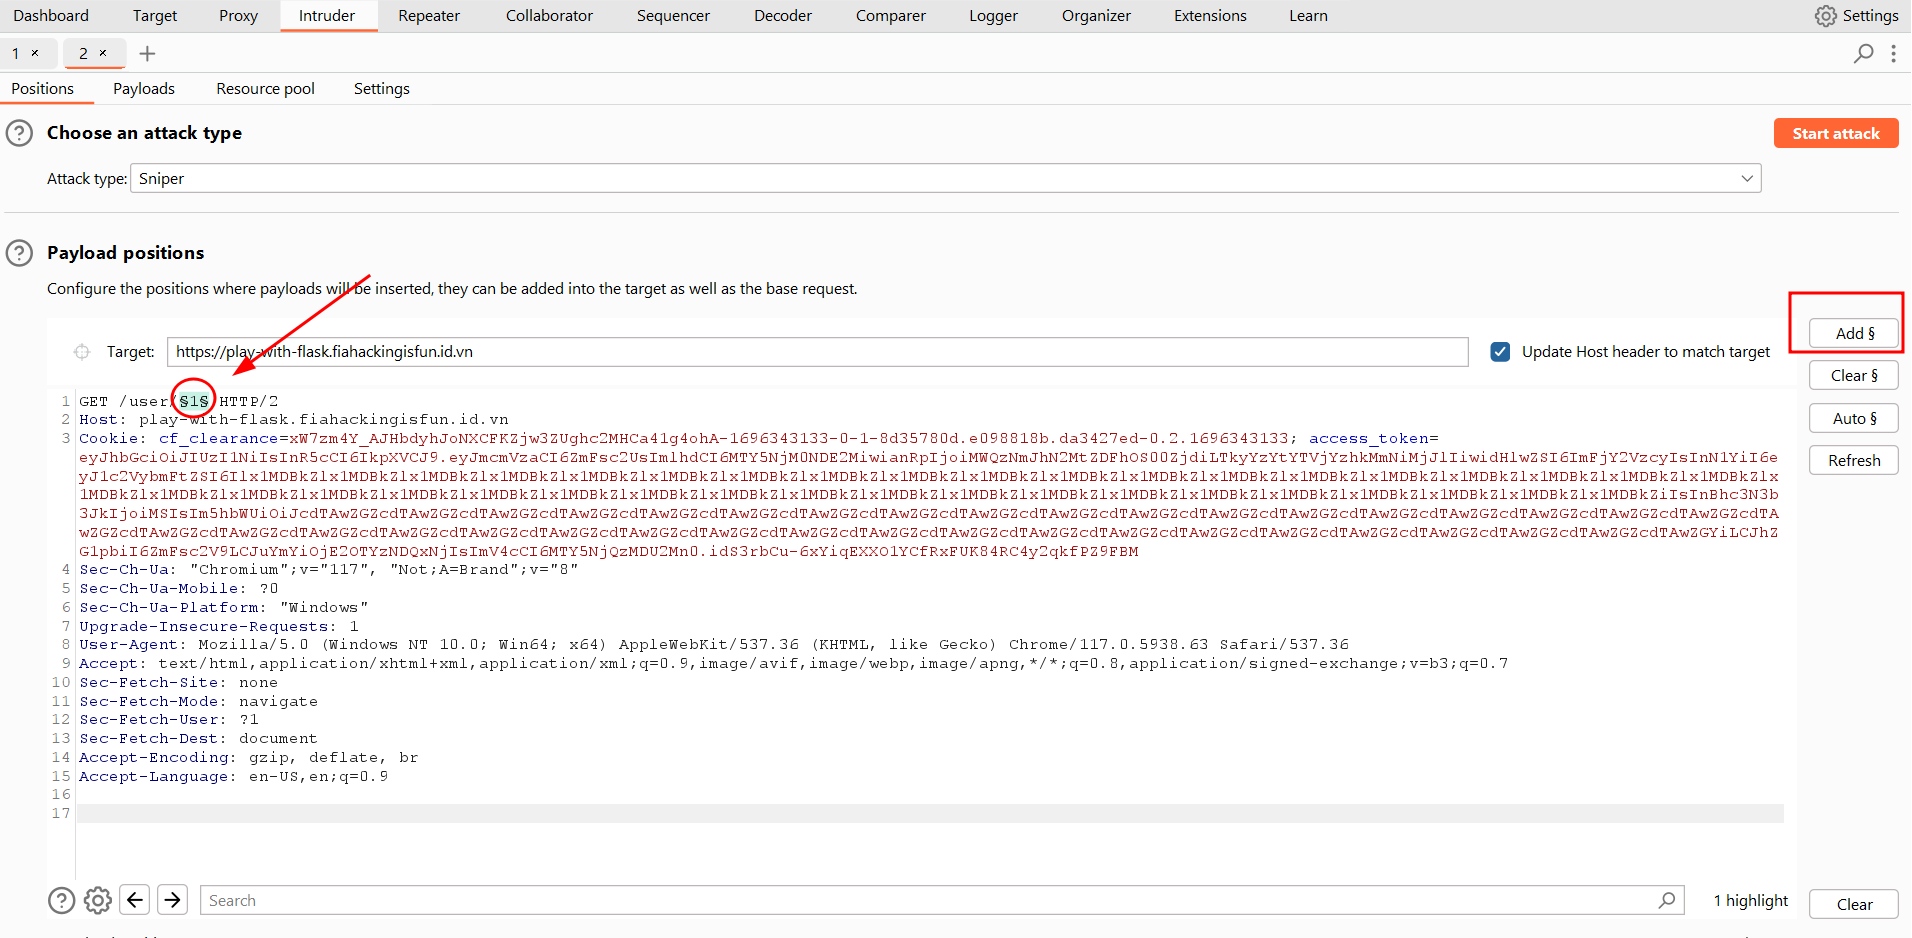 Dashboard Target Proxy Intruder Repeater Collaborator Sequencer Decoder Comparer Logger Organizer Extensions Learn Settings
1 × 2 × +
Positions Payloads Resource pool Settings
? Choose an attack type Start attack
Attack type: Sniper
? Payload positions
Configure the positions where payloads will be inserted, they can be added into the target as well as the base request.
Add §
Target: https://play-with-flask.fiahackingisfun.id.vn Update Host header to match target
Clear §
Auto §
Refresh
1 GET /user/§1§ HTTP/2
2 Host: play-with-flask.fiahackingisfun.id.vn
3 Cookie: cf_clearance=xW7zm4Y_AJHbdyhJoNXCFKZjw3ZUghc2MHCa41g4ohA-1696343133-0-1-8d35780d.e098818b.da3427ed-0.2.1696343133; access_token=
4 Sec-Ch-Ua: "Chromium";v="117", "Not;A=Brand";v="8"
5 Sec-Ch-Ua-Mobile: ?0
6 Sec-Ch-Ua-Platform: "Windows"
7 Upgrade-Insecure-Requests: 1
8 User-Agent: Mozilla/5.0 (Windows NT 10.0; Win64; x64) AppleWebKit/537.36 (KHTML, like Gecko) Chrome/117.0.5938.63 Safari/537.36
9 Accept: text/html,application/xhtml+xml,application/xml;q=0.9,image/avif,image/webp,image/apng,*/*;q=0.8,application/signed-exchange;v=b3;q=0.7
10 Sec-Fetch-Site: none
11 Sec-Fetch-Mode: navigate
12 Sec-Fetch-User: ?1
13 Sec-Fetch-Dest: document
14 Accept-Encoding: gzip, deflate, br
15 Accept-Language: en-US,en;q=0.9
16
17
? Search 1 highlight Clear